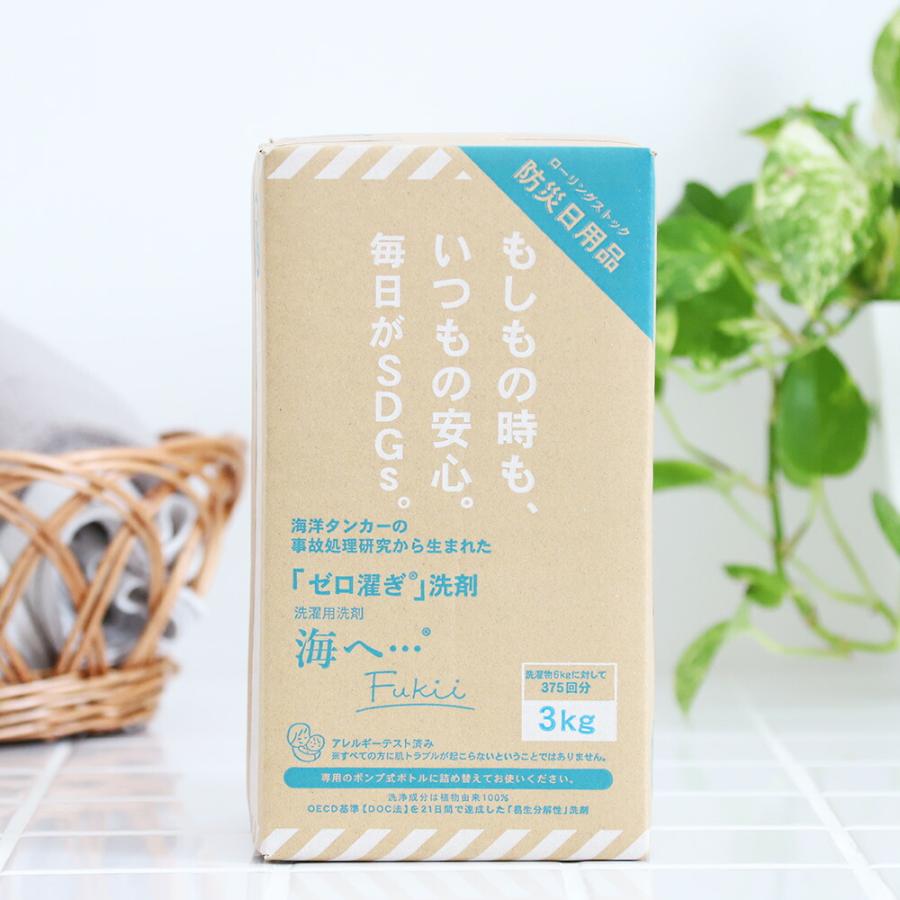 ローリングストック
防災日用品
もしもの時も、
いつもの安心。
毎日がSDGs。
海洋タンカーの
事故処理研究から生まれた
「ゼロ濯ぎ®」洗剤
洗濯用洗剤
海へ…®
Fukii
洗濯物6kgに対して
375回分
3kg
アレルギーテスト済み
※すべての方に肌トラブルが起こらないということではありません。
専用のポンプ式ボトルに詰め替えてお使いください。
洗浄成分は植物由来100%
OECD基準【DOC法】を21日間で達成した「易生分解性」洗剤